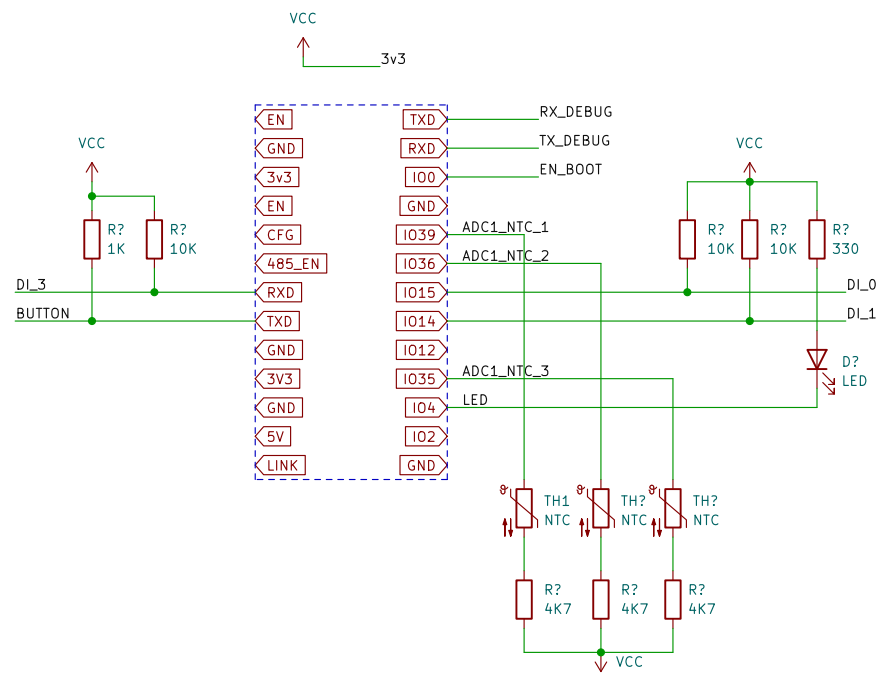 VCC
3v3
EN
TXD
RX_DEBUG
GND
RXD
TX_DEBUG
3v3
IO0
EN_BOOT
EN
GND
CFG
IO39
ADC1_NTC_1
485_EN
IO36
ADC1_NTC_2
RXD
IO15
TXD
IO14
GND
IO12
3V3
IO35
ADC1_NTC_3
GND
IO4
LED
5V
IO2
LINK
GND
VCC
R?
1K
R?
10K
DI_3
BUTTON
VCC
R?
10K
R?
10K
R?
330
DI_0
DI_1
D?
LED
θ
TH1
NTC
θ
TH?
NTC
θ
TH?
NTC
R?
4K7
R?
4K7
R?
4K7
VCC